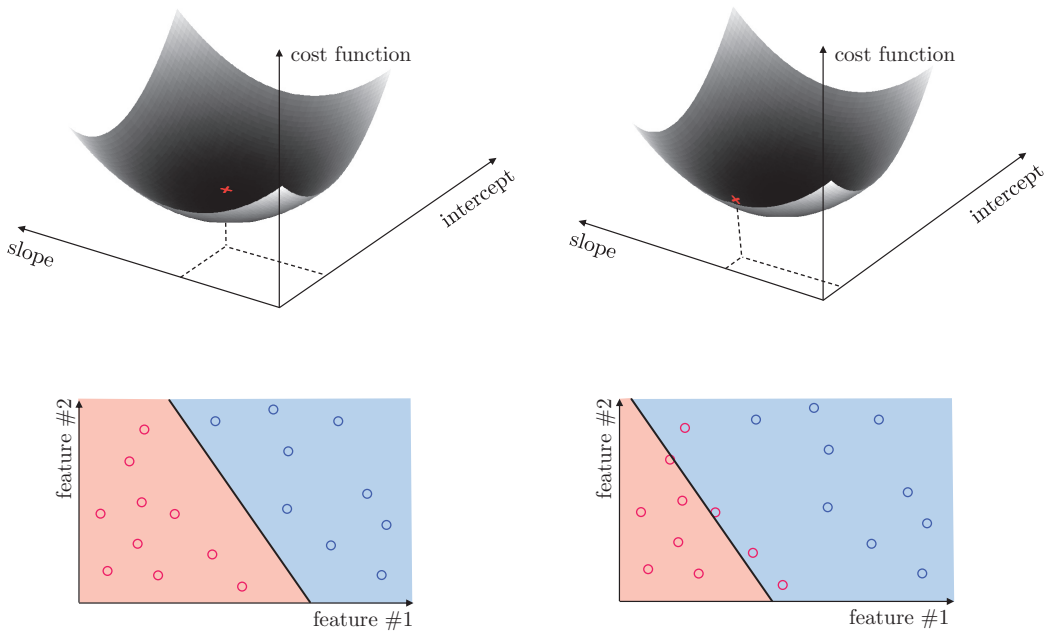 cost function
intercept
slope
cost function
intercept
slope
feature #2
feature #1
feature #2
feature #1